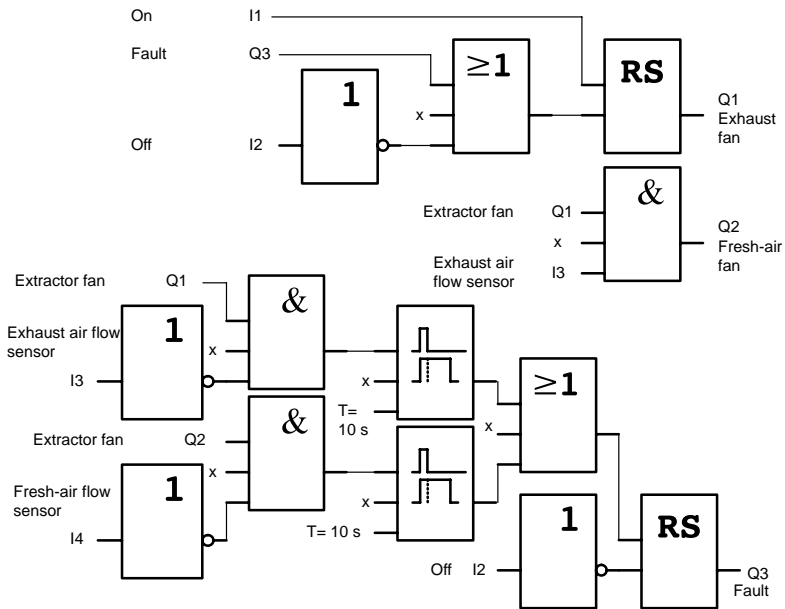 On I1
Fault Q3
≥1
RS
1
x
Q1
Exhaust
fan
Off I2
&
Extractor fan Q1
x
Q2
Fresh-air
fan
Exhaust air
flow sensor
I3
Extractor fan Q1
&
Exhaust air flow
sensor
1
x
I3
x
T=
10 s
≥1
x
Extractor fan Q2
&
x
Fresh-air flow
sensor
1
x
I4
T= 10 s
1
RS
Off I2
Q3
Fault